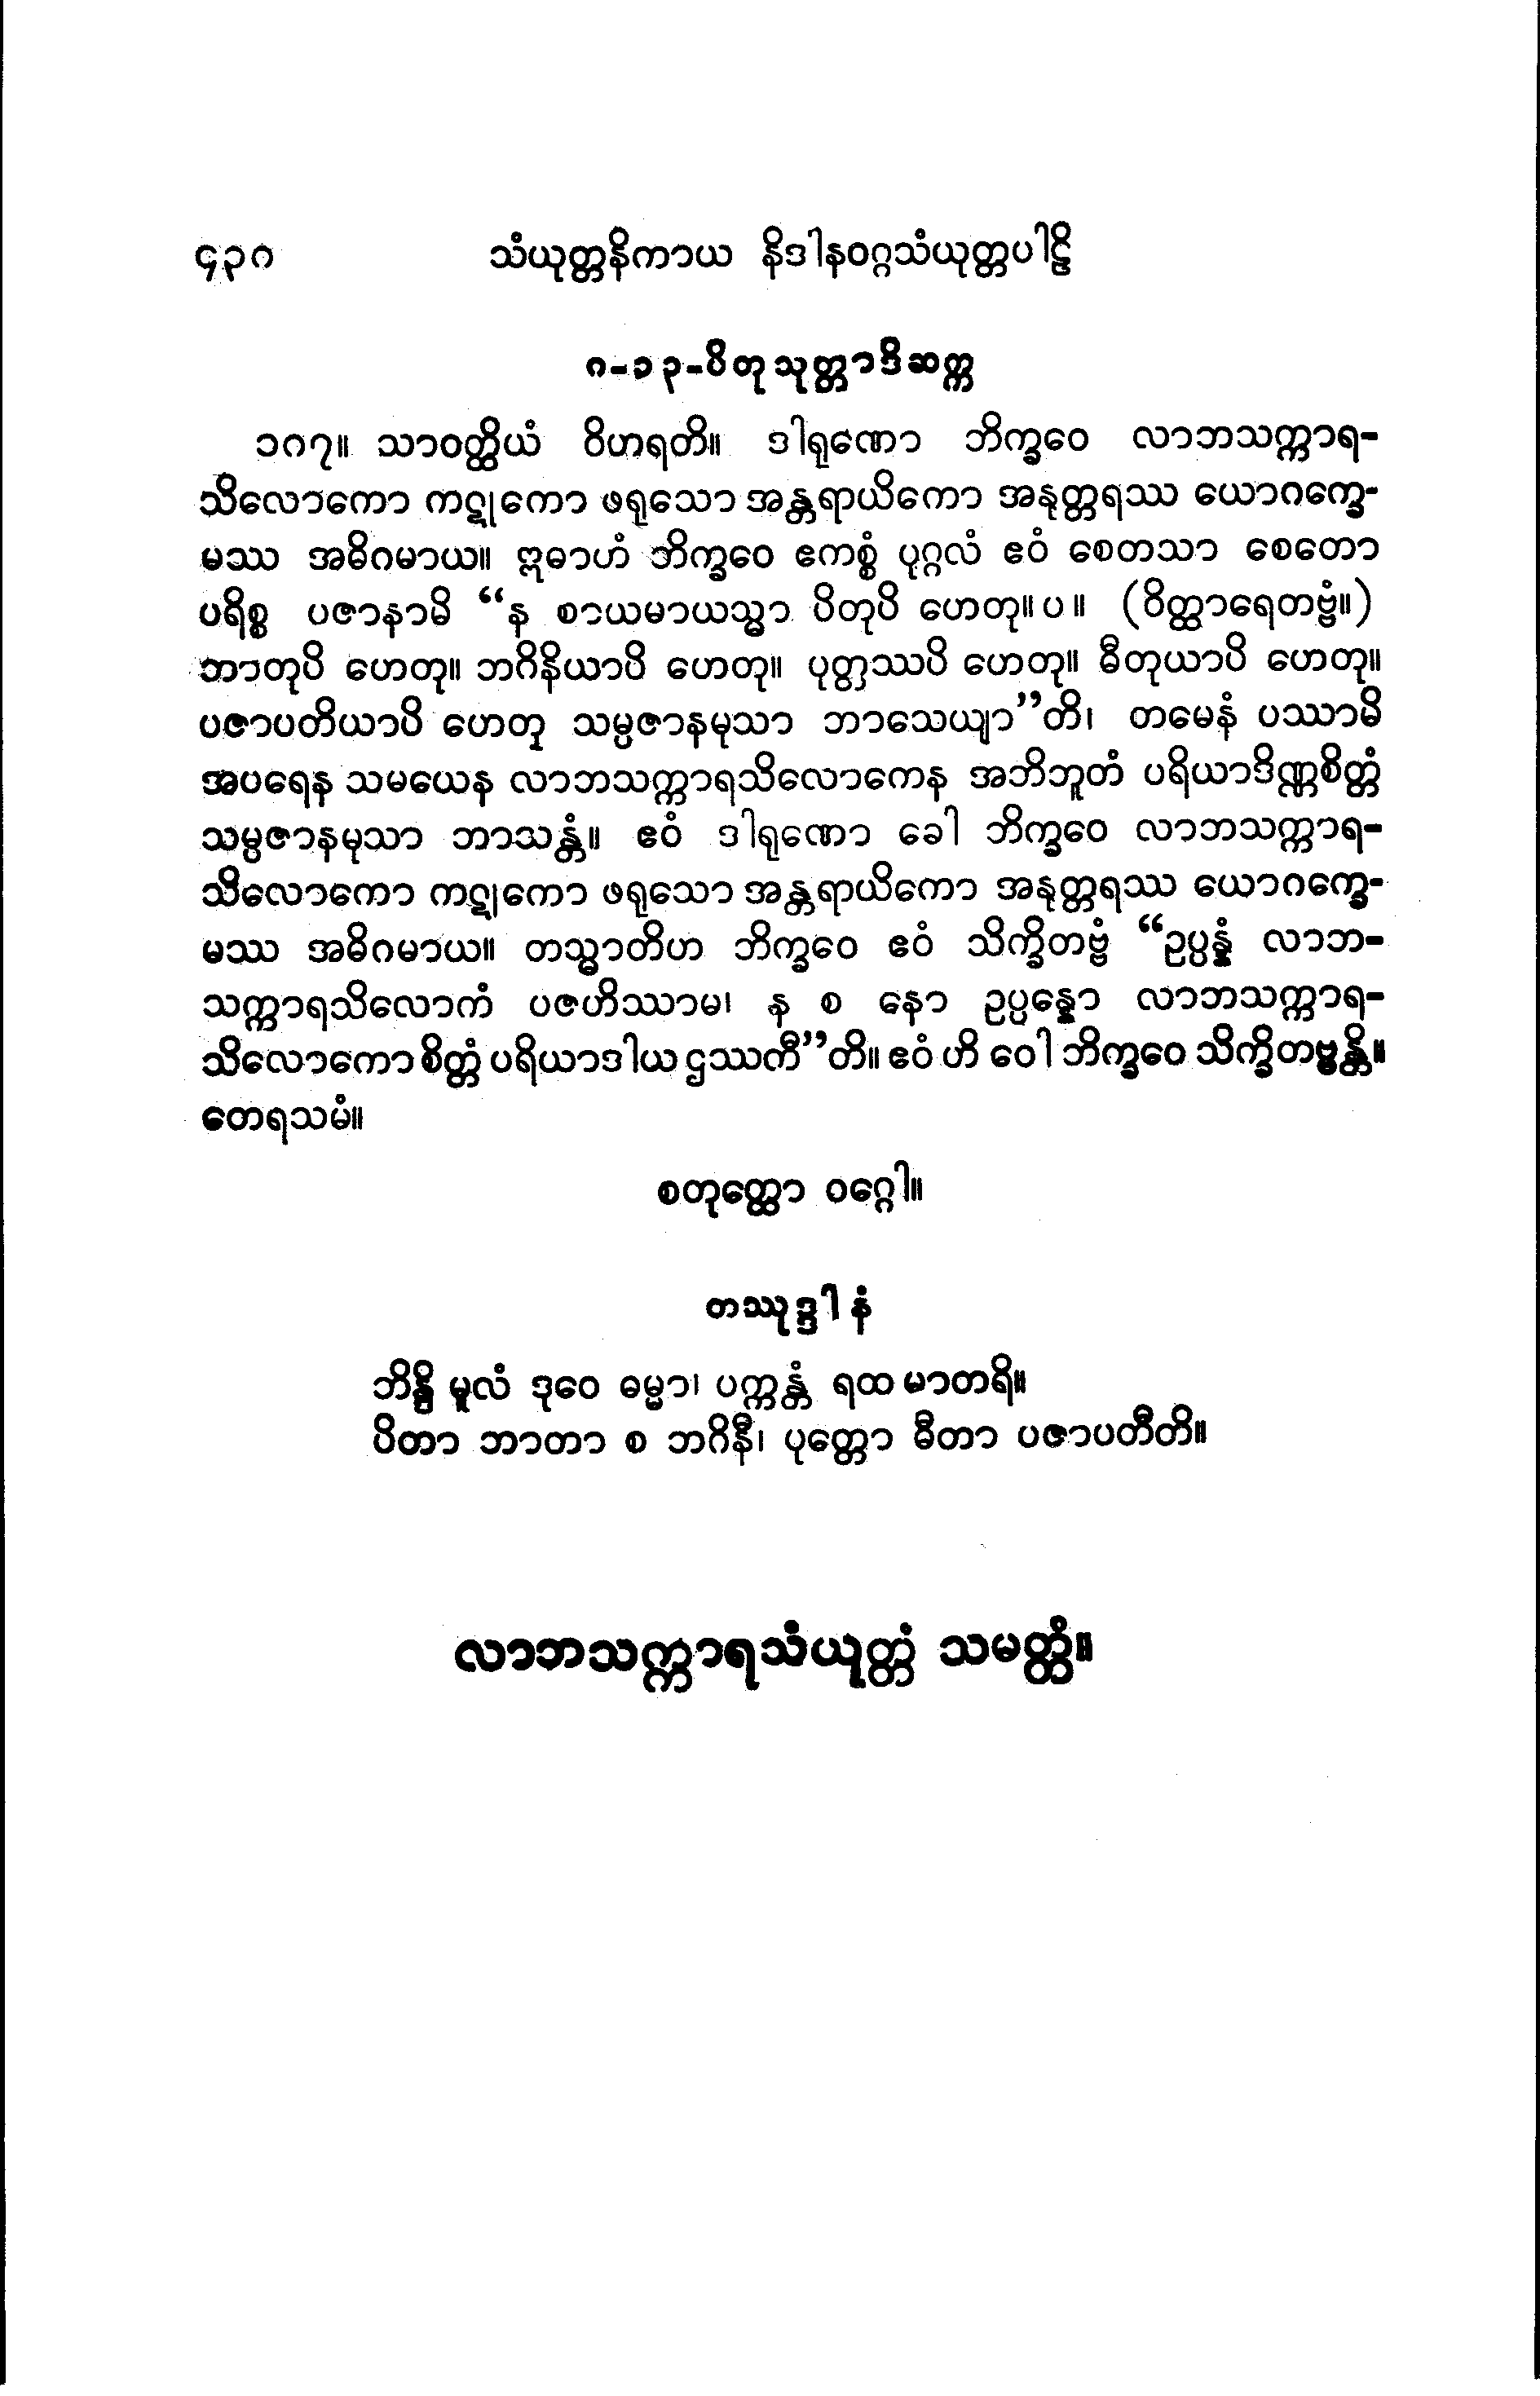 ၄၃၈ သံယုတ္တနိကာယ နိဒါနဝဂ္ဂသံယုတ္တပါဠိ
၈-၁၃-ပိတုသုတ္တာဒိဆက္က
၁၈၇။ သာဝတ္ထိယံ ဝိဟရတိ။ ဒါရုဏော ဘိက္ခဝေ လာဘသက္ကာရ-
သိလောကော ကဋုကော ဖရုသော အန္တရာယိကော အနုတ္တရဿ ယောဂက္ခေ-
မဿ အဓိဂမာယ။ ဣဓာဟံ ဘိက္ခဝေ ဧကစ္စံ ပုဂ္ဂလံ ဧဝံ စေတသာ စေတော
ပရိစ္စ ပဇာနာမိ “န စာယမာယသ္မာ ပိတုပိ ဟေတု။ပ။ (ဝိတ္ထာရေတဗ္ဗံ။)
ဘာတုပိ ဟေတု။ ဘဂိနိယာပိ ဟေတု။ ပုတ္တဿပိ ဟေတု။ ဓီတုယာပိ ဟေတု။
ပဇာပတိယာပိ ဟေတု သမ္ပဇာနမုသာ ဘာသေယျာ”တိ၊ တမေနံ ပဿာမိ
အပရေန သမယေန လာဘသက္ကာရသိလောကေန အဘိဘူတံ ပရိယာဒိဏ္ဏစိတ္တံ
သမ္ပဇာနမုသာ ဘာသန္တံ။ ဧဝံ ဒါရုဏော ခေါ ဘိက္ခဝေ လာဘသက္ကာရ-
သိလောကော ကဋုကော ဖရုသော အန္တရာယိကော အနုတ္တရဿ ယောဂက္ခေ-
မဿ အဓိဂမာယ။ တသ္မာတိဟ ဘိက္ခဝေ ဧဝံ သိက္ခိတဗ္ဗံ “ဥပ္ပန္နံ လာဘ-
သက္ကာရသိလောကံ ပဇဟိဿာမ၊ န စ နော ဥပ္ပန္နော လာဘသက္ကာရ-
သိလောကော စိတ္တံ ပရိယာဒါယ ဌဿတီ”တိ။ ဧဝံ ဟိ ဝေါ ဘိက္ခဝေ သိက္ခိတဗ္ဗန္တိ။
တေရသမံ။
စတုတ္ထော ဝဂ္ဂေါ။
တဿုဒ္ဒါနံ
ဘိန္ဒိ မူလံ ဒုဝေ ဓမ္မာ၊ ပက္ကန္တံ ရထ မာတရိ။
ပိတာ ဘာတာ စ ဘဂိနီ၊ ပုတ္တော ဓီတာ ပဇာပတီတိ။
လာဘသက္ကာရသံယုတ္တံ သမတ္တံ။